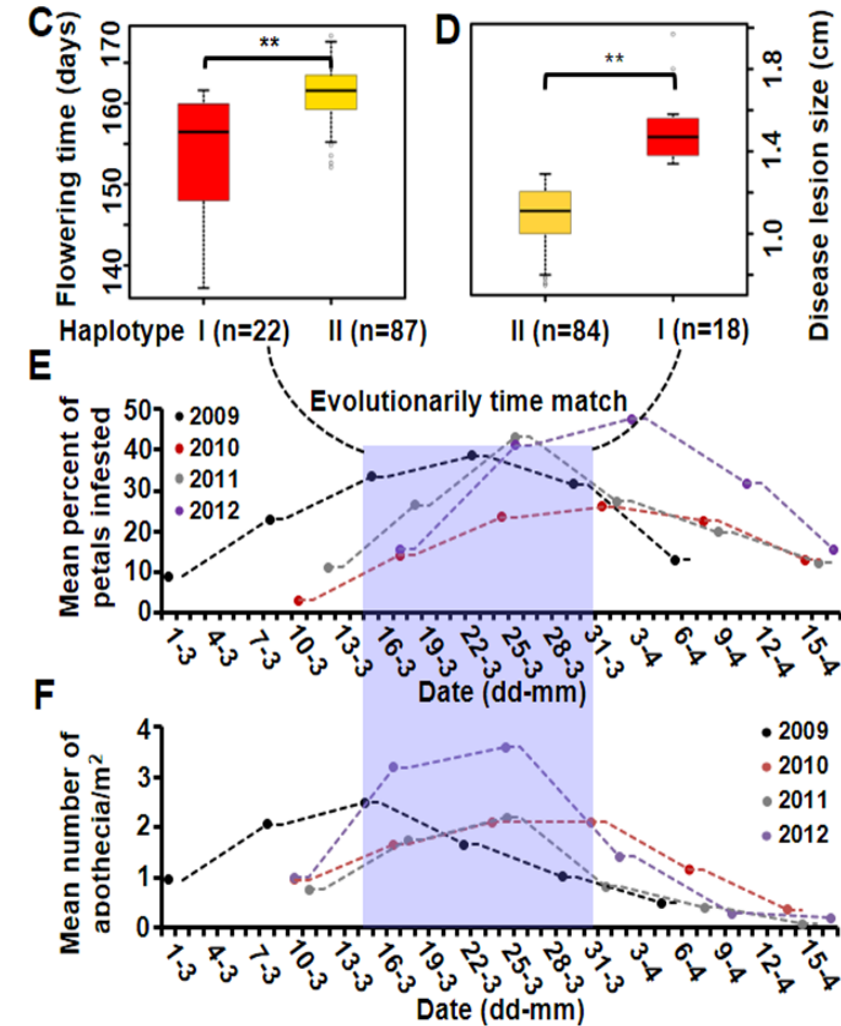 C
D
Flowering time (days)
170
160
150
140
**
**
1.8
1.4
1.0
Disease lesion size (cm)
Haplotype I (n=22) II (n=87) II (n=84) I (n=18)
E
Evolutionarily time match
Mean percent of
petals infested
50
40
30
20
10
0
2009
2010
2011
2012
1-3 4-3 7-3 10-3 13-3 16-3 19-3 22-3 25-3 28-3 31-3 3-4 6-4 9-4 12-4 15-4
Date (dd-mm)
F
Mean number of
apothecia/m²
4
3
2
1
0
2009
2010
2011
2012
1-3 4-3 7-3 10-3 13-3 16-3 19-3 22-3 25-3 28-3 31-3 3-4 6-4 9-4 12-4 15-4
Date (dd-mm)